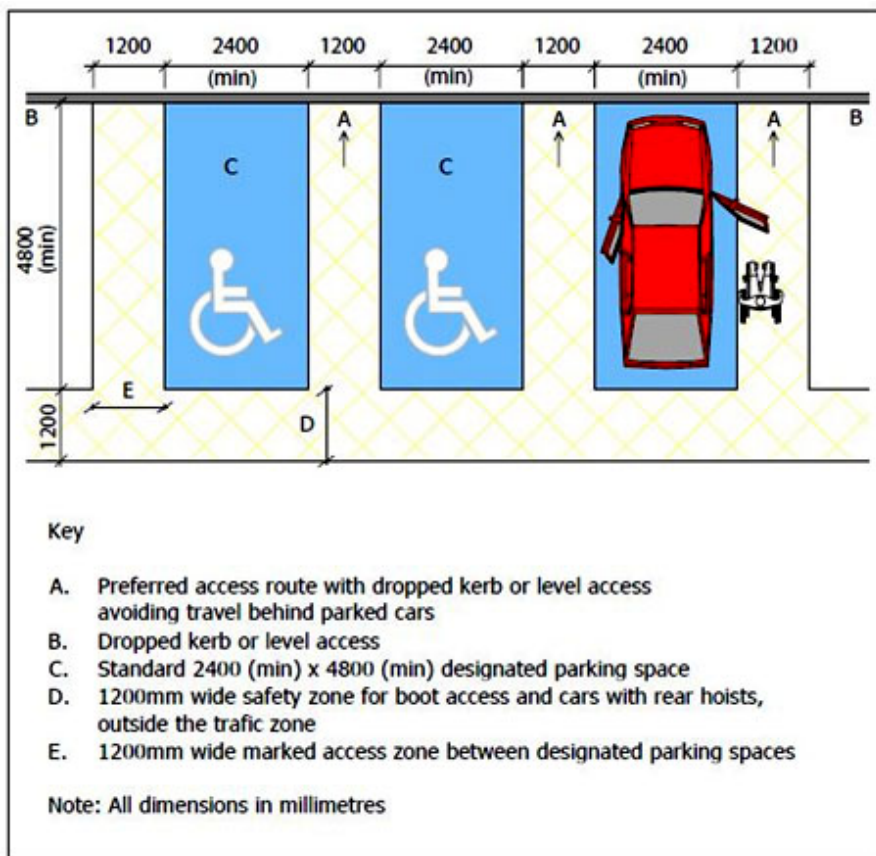 1200 2400 1200 2400 1200 2400 1200
(min) (min) (min)
B A A A B
C C
4800
(min)
E
D
1200
Key
A. Preferred access route with dropped kerb or level access
avoiding travel behind parked cars
B. Dropped kerb or level access
C. Standard 2400 (min) x 4800 (min) designated parking space
D. 1200mm wide safety zone for boot access and cars with rear hoists,
outside the trafic zone
E. 1200mm wide marked access zone between designated parking spaces
Note: All dimensions in millimetres